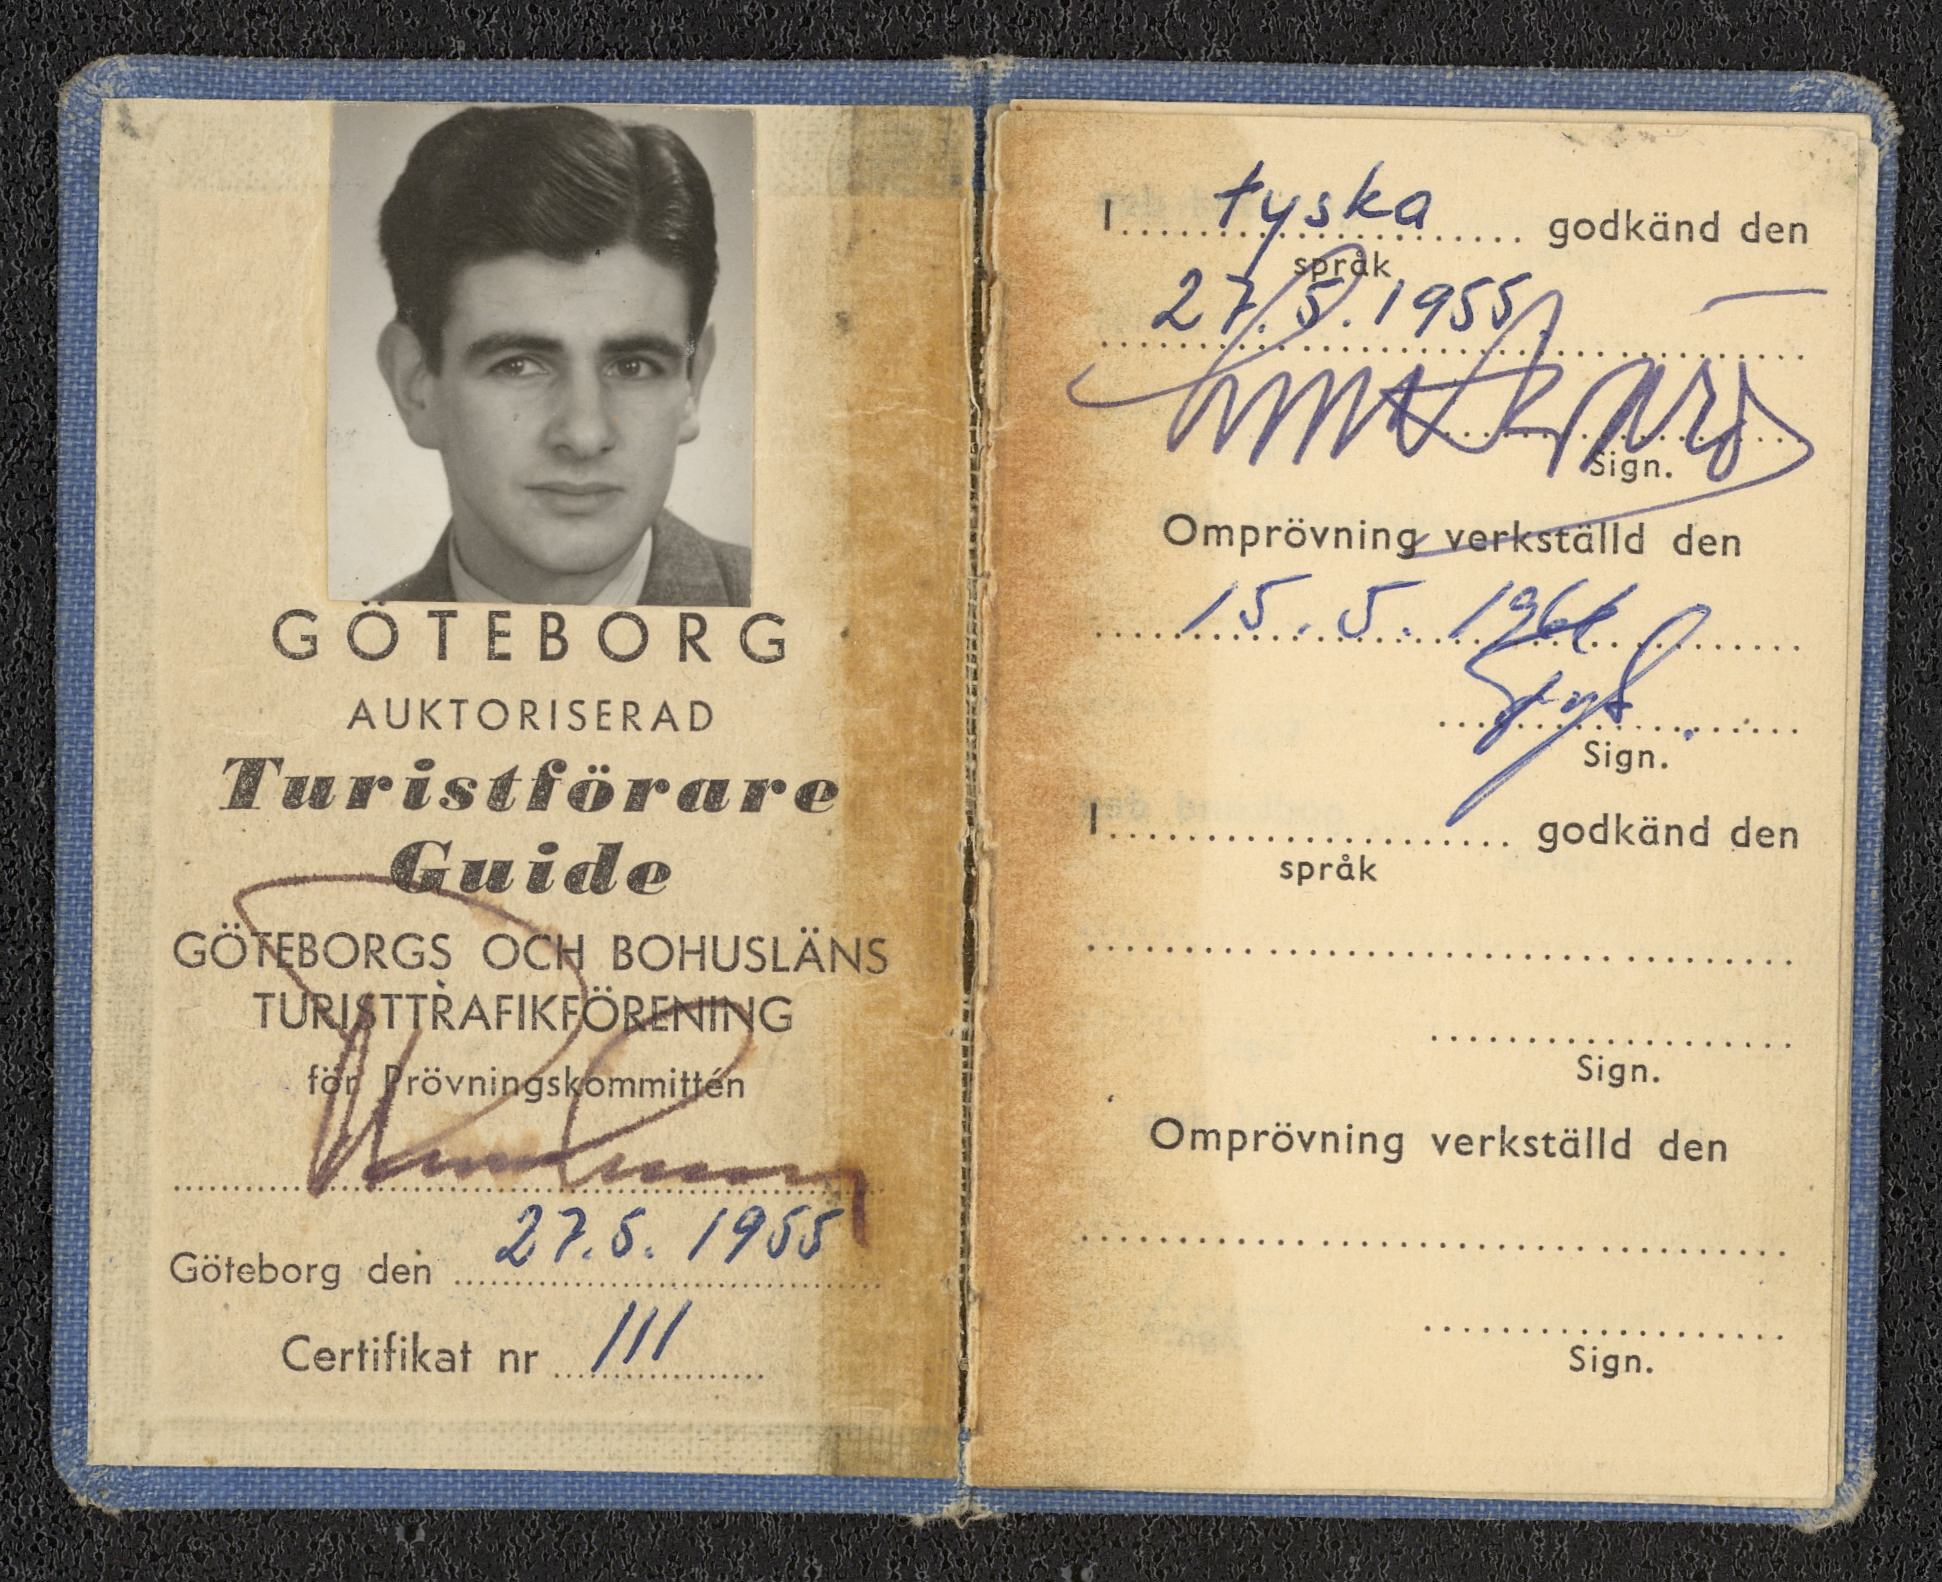 GÖTEBORG
AUKTORISERAD
Turistförare
Guide
GÖTEBORGS OCH BOHUSLÄNS
TURISTTRAFIKFÖRENING
för Prövningskommittén
27.5.1955
Göteborg den
Certifikat nr 111
I tyska godkänd den
språk
27.5.1955
Sign.
Omprövning verkställd den
15.5.
Sign.
I godkänd den
språk
Sign.
Omprövning verkställd den
Sign.